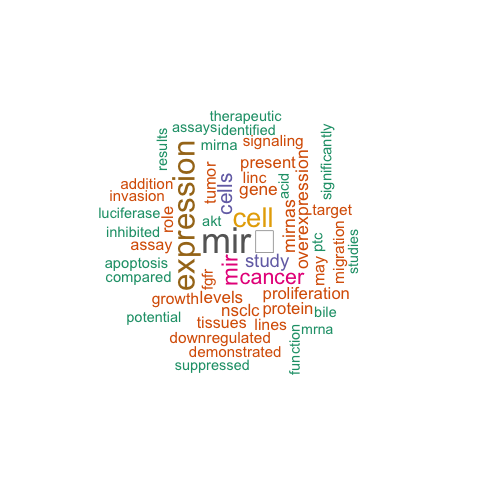 therapeutic
assays
identified
results
mirna
signaling
significantly
expression
tumor
cells
present
linc
gene
acid
addition
invasion
luciferase
role
inhibited
assay
akt
cell
mir□
mirnas
overexpression
target
ptc
migration
studies
apoptosis
compared
fgfr
mir
study
cancer
may
growth
levels
nsclc
protein
proliferation
bile
potential
tissues
lines
mrna
downregulated
demonstrated
function
suppressed